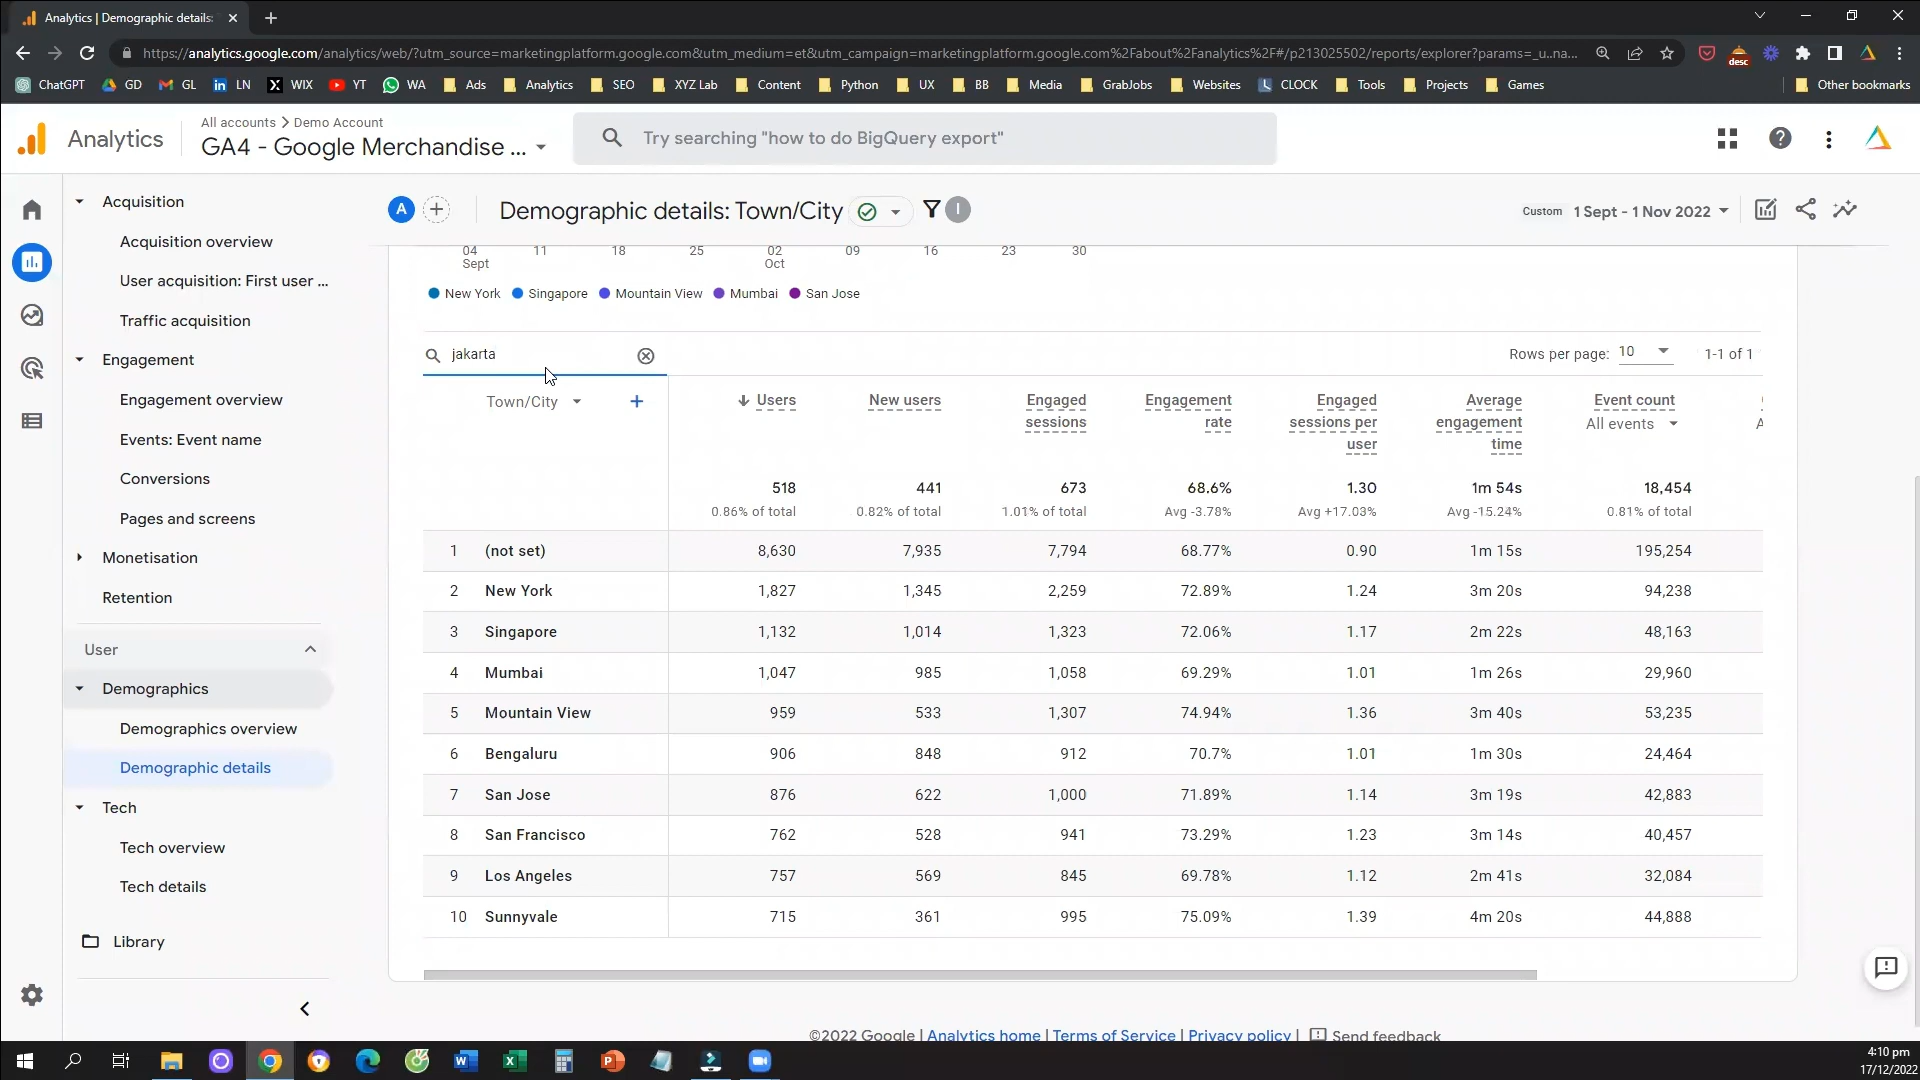 Analytics | Demographic details:
https://analytics.google.com/analytics/web/?utm_source=marketingplatform.google.com&utm_medium=et&utm_campaign=marketingplatform.google.com%2Fabout%2Fanalytics%2F#/p213025502/reports/explorer?params=_u..na...
desc
ChatGPT GD GL LN WIX YT WA Ads Analytics SEO XYZ Lab Content Python UX BB Media GrabJobs Websites CLOCK Tools Projects Games Other bookmarks
Analytics
All accounts > Demo Account
GA4 - Google Merchandise ...
Try searching "how to do BigQuery export"
Acquisition
Acquisition overview
User acquisition: First user ...
Traffic acquisition
Engagement
Engagement overview
Events: Event name
Conversions
Pages and screens
Monetisation
Retention
User
Demographics
Demographics overview
Demographic details
Tech
Tech overview
Tech details
Library
A
Demographic details: Town/City
I
Custom 1 Sept - 1 Nov 2022
04 11 18 25 02 09 16 23 30
Sept Oct
New York Singapore Mountain View Mumbai San Jose
jakarta
Rows per page: 10 1-1 of 1
Town/City
Users New users Engaged sessions Engagement rate Engaged sessions per user Average engagement time Event count
All events
518 441 673 68.6% 1.30 1m 54s 18,454
0.86% of total 0.82% of total 1.01% of total Avg -3.78% Avg +17.03% Avg -15.24% 0.81% of total
1 (not set) 8,630 7,935 7,794 68.77% 0.90 1m 15s 195,254
2 New York 1,827 1,345 2,259 72.89% 1.24 3m 20s 94,238
3 Singapore 1,132 1,014 1,323 72.06% 1.17 2m 22s 48,163
4 Mumbai 1,047 985 1,058 69.29% 1.01 1m 26s 29,960
5 Mountain View 959 533 1,307 74.94% 1.36 3m 40s 53,235
6 Bengaluru 906 848 912 70.7% 1.01 1m 30s 24,464
7 San Jose 876 622 1,000 71.89% 1.14 3m 19s 42,883
8 San Francisco 762 528 941 73.29% 1.23 3m 14s 40,457
9 Los Angeles 757 569 845 69.78% 1.12 2m 41s 32,084
10 Sunnyvale 715 361 995 75.09% 1.39 4m 20s 44,888
©2022 Google | Analytics home | Terms of Service | Privacy policy | Send feedback
4:10 pm
17/12/2022